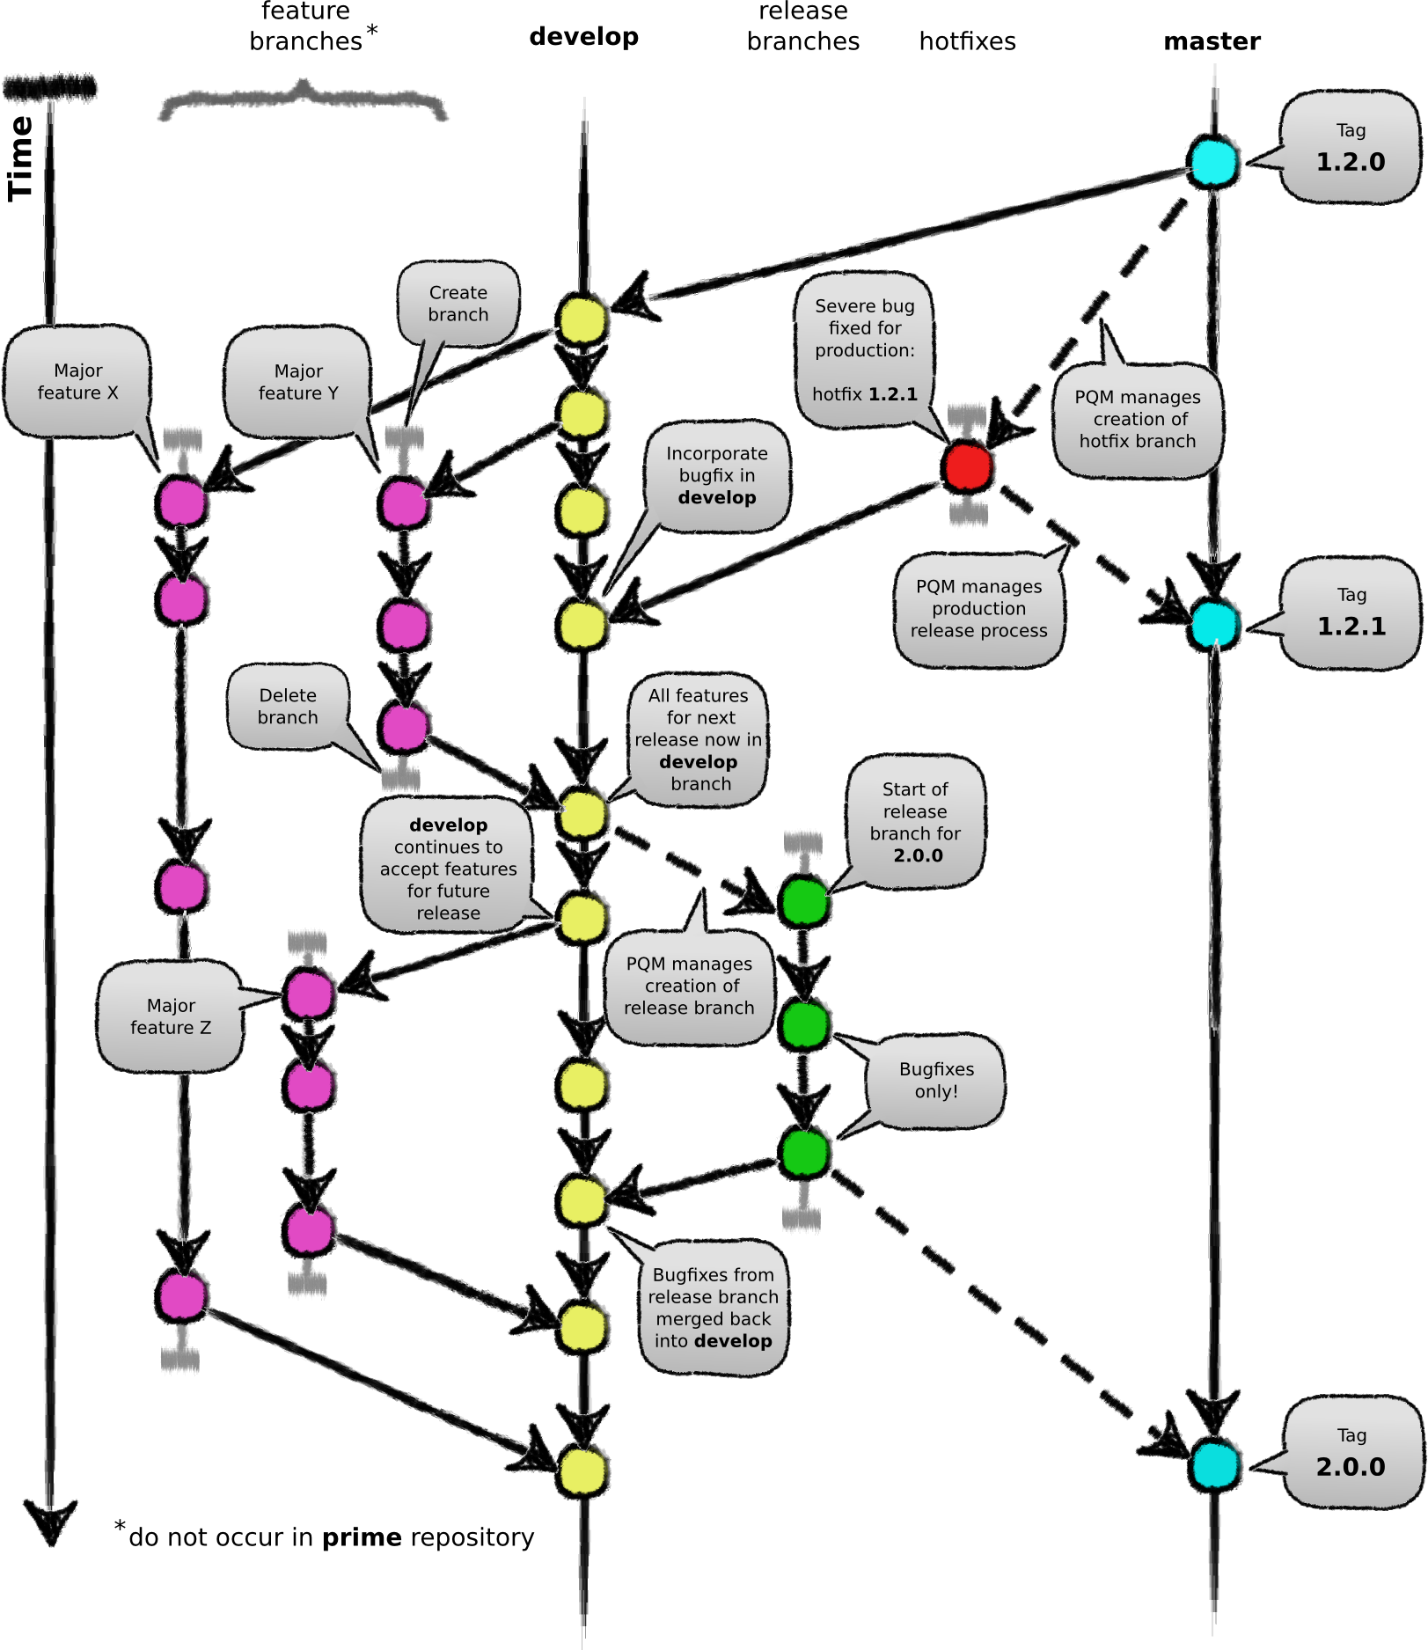 feature
branches*
develop
release
branches
hotfixes
master
Time
Tag
1.2.0
Create
branch
Major
feature X
Major
feature Y
Severe bug
fixed for
production:
hotfix 1.2.1
PQM manages
creation of
hotfix branch
Incorporate
bugfix in
develop
PQM manages
production
release process
Tag
1.2.1
Delete
branch
All features
for next
release now in
develop
branch
develop
continues to
accept features
for future
release
Start of
release
branch for
2.0.0
PQM manages
creation of
release branch
Major
feature Z
Bugfixes
only!
Bugfixes from
release branch
merged back
into develop
Tag
2.0.0
*do not occur in prime repository